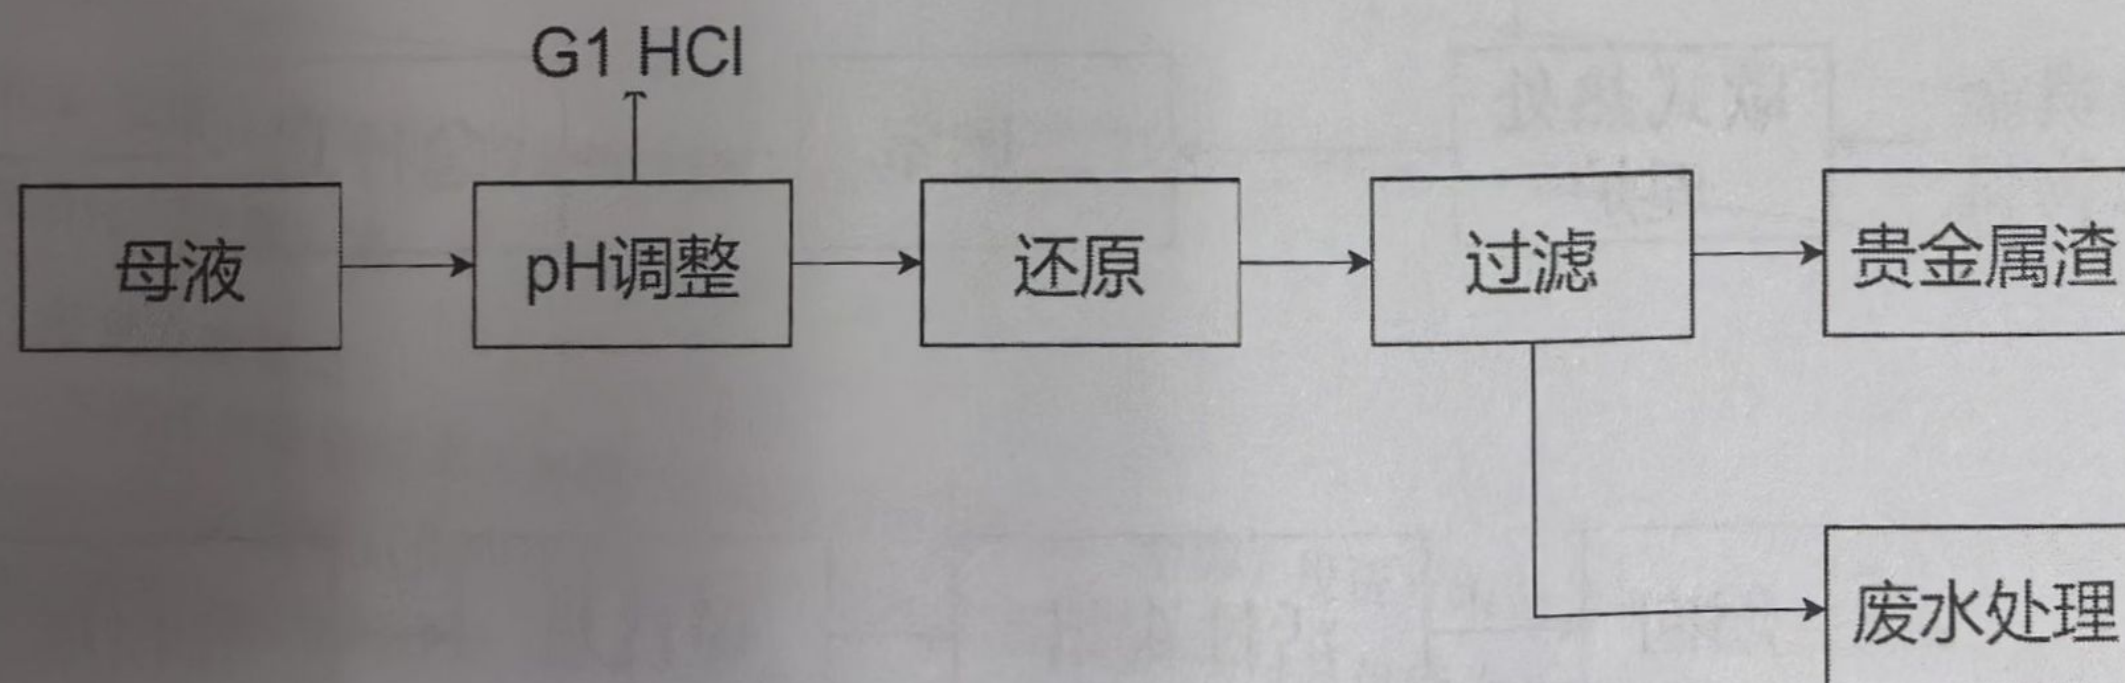 G1 HCl
母液
pH调整
还原
过滤
贵金属渣
废水处理